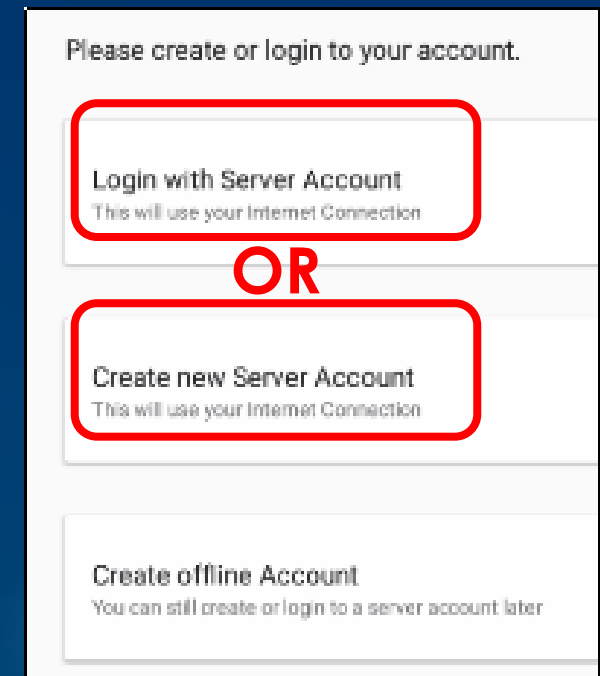 Please create or login to your account.
Login with Server Account
This will use your Internet Connection
OR
Create new Server Account
This will use your Internet Connection
Create offline Account
You can still create or login to a server account later